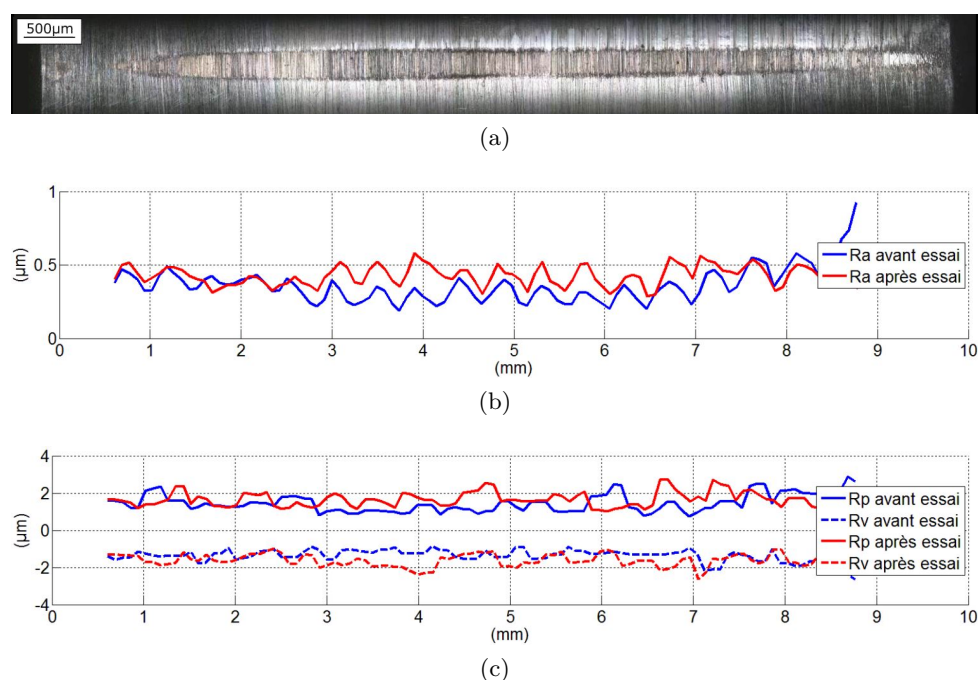 500µm
(a)
1
0.5
0
(µm)
0 1 2 3 4 5 6 7 8 9 10
(mm)
Ra avant essai
Ra après essai
(b)
4
2
0
-2
-4
(µm)
0 1 2 3 4 5 6 7 8 9 10
(mm)
Rp avant essai
Rv avant essai
Rp après essai
Rv après essai
(c)